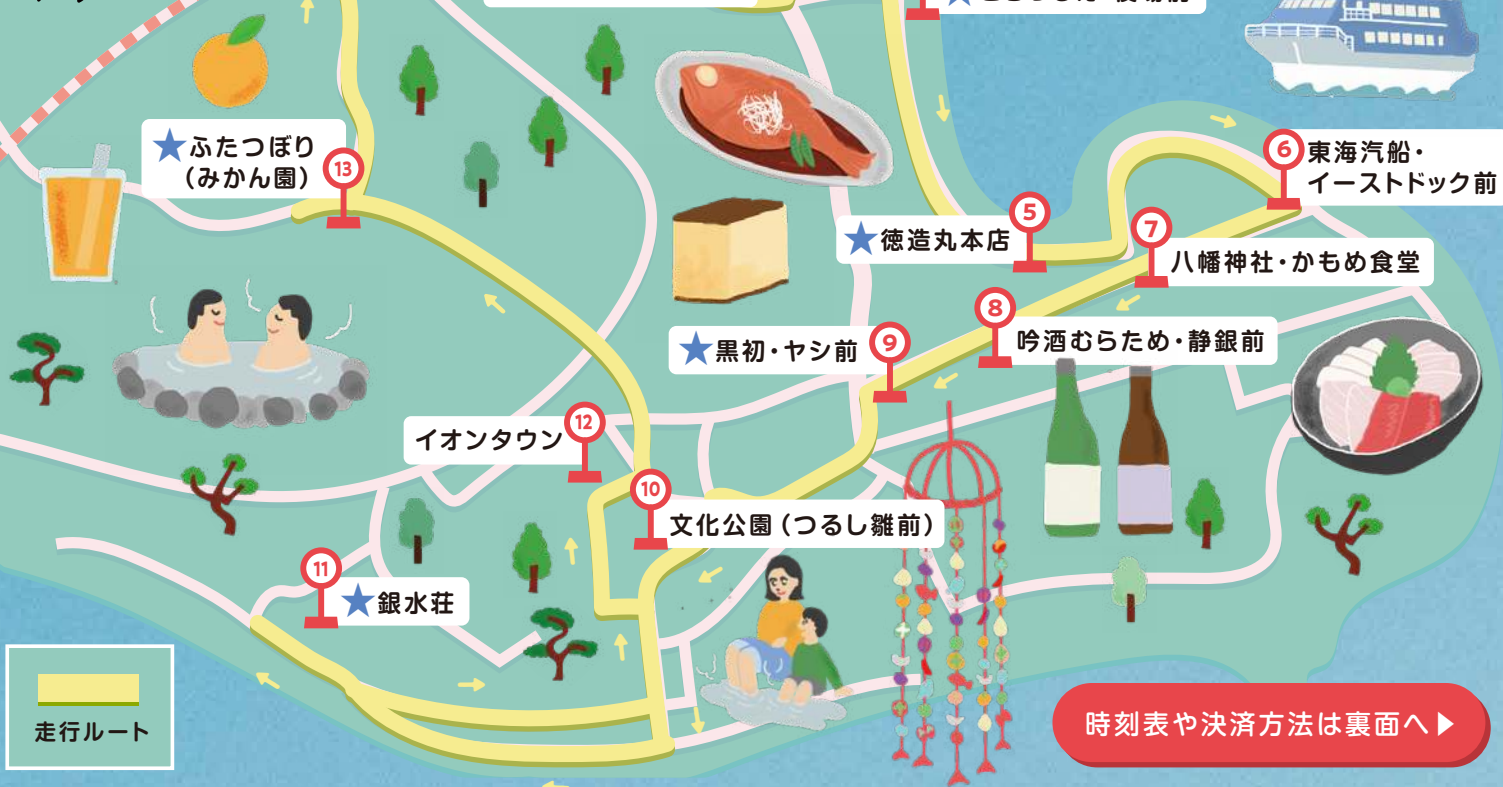 ふたつぼり
（みかん園）
13
6
東海汽船・
イーストドック前
5
★徳造丸本店
7
八幡神社・かもめ食堂
8
吟酒むらため・静銀前
9
★黒初・ヤシ前
12
イオンタウン
10
文化公園（つるし雛前）
11
★銀水荘
走行ルート
時刻表や決済方法は裏面へ▶